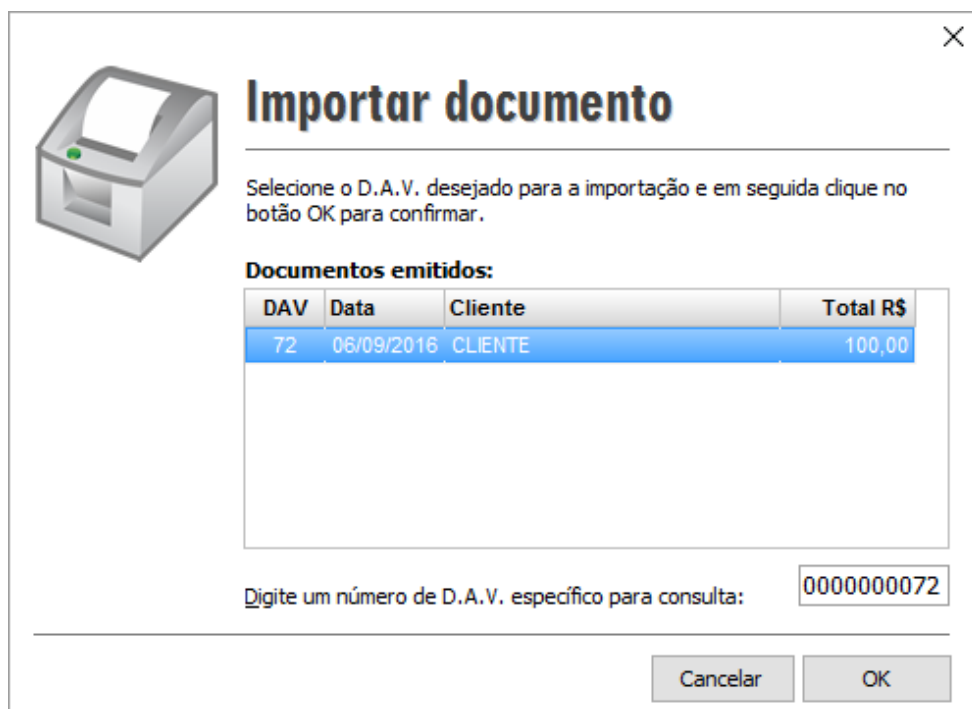 Importar documento
Selecione o D.A.V. desejado para a importação e em seguida clique no
botão OK para confirmar.
Documentos emitidos:
DAV Data Cliente Total R$
72 06/09/2016 CLIENTE 100,00
Digite um número de D.A.V. específico para consulta: 0000000072
Cancelar OK